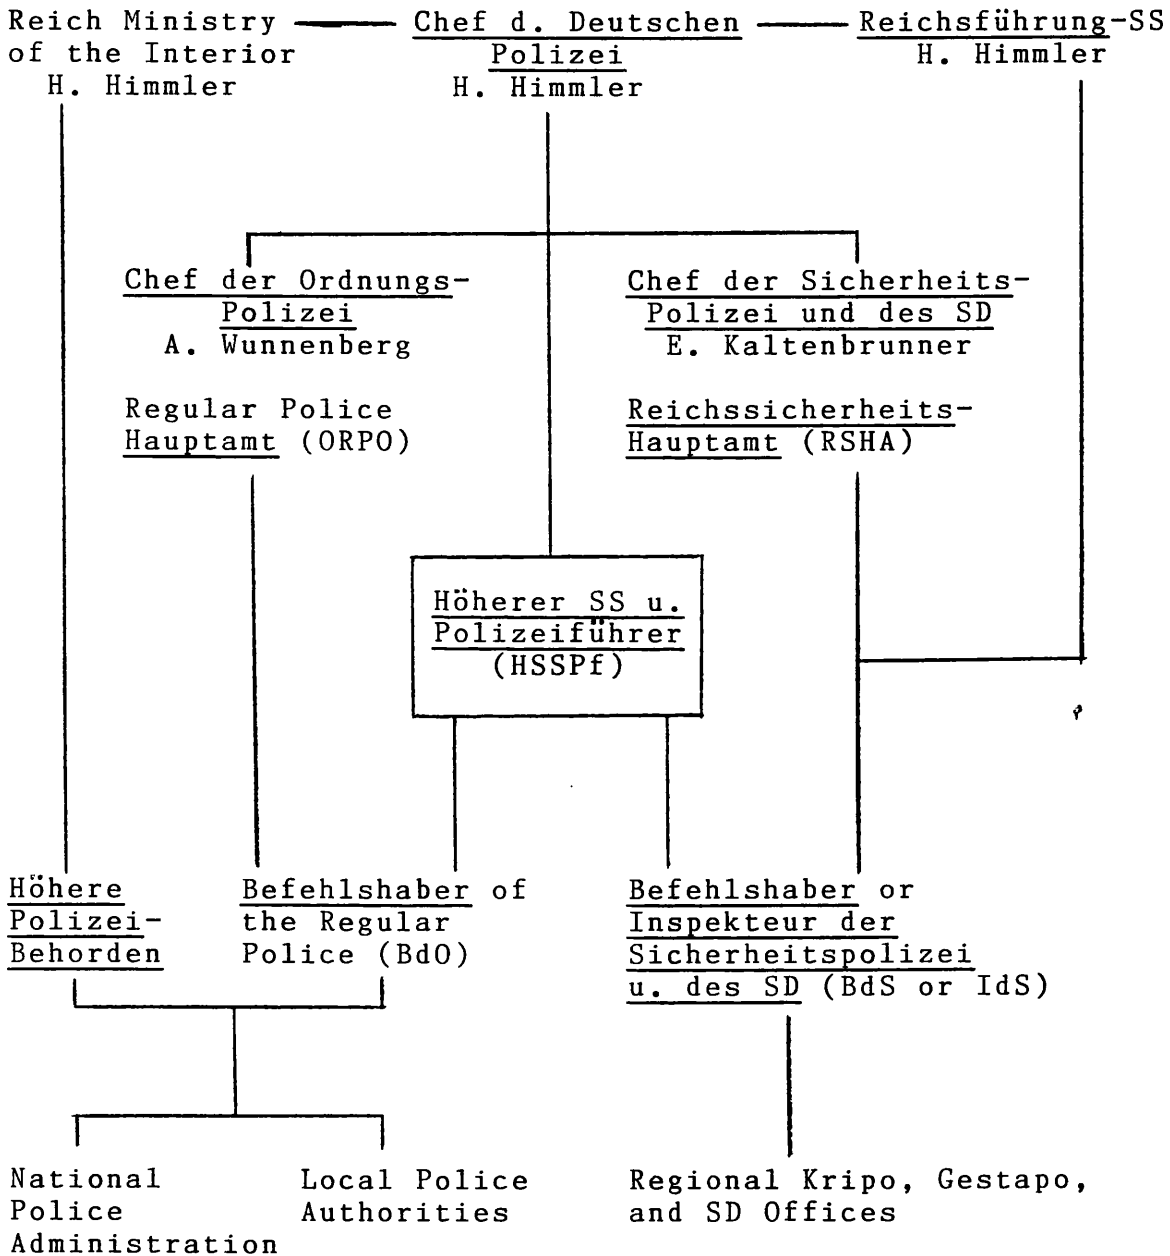 Reich Ministry
of the Interior
H. Himmler
Chef d. Deutschen
Polizei
H. Himmler
Reichsführung-SS
H. Himmler
Chef der Ordnungs-
Polizei
A. Wunnenberg
Chef der Sicherheits-
Polizei und des SD
E. Kaltenbrunner
Regular Police
Hauptamt (ORPO)
Reichssicherheits-
Hauptamt (RSHA)
Höherer SS u.
Polizeiführer
(HSSPf)
Höhere
Polizei-
Behorden
Befehlshaber of
the Regular
Police (BdO)
Befehlshaber or
Inspekteur der
Sicherheitspolizei
u. des SD (BdS or IdS)
National
Police
Administration
Local Police
Authorities
Regional Kripo, Gestapo,
and SD Offices